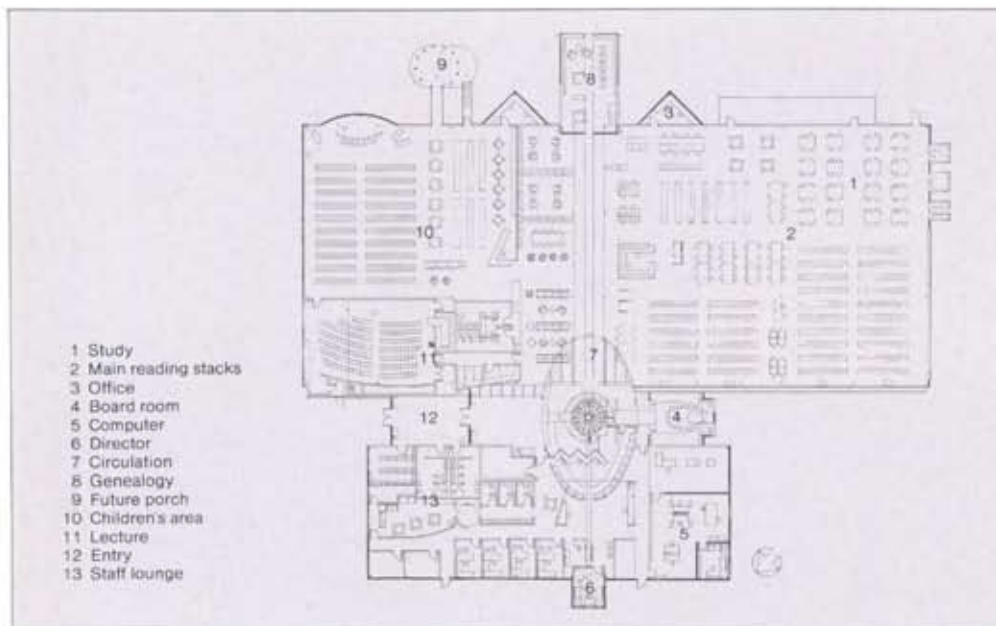 9
8
3
1
10
2
11
7
12
4
13
5
6
1 Study
2 Main reading stacks
3 Office
4 Board room
5 Computer
6 Director
7 Circulation
8 Genealogy
9 Future porch
10 Children's area
11 Lecture
12 Entry
13 Staff lounge